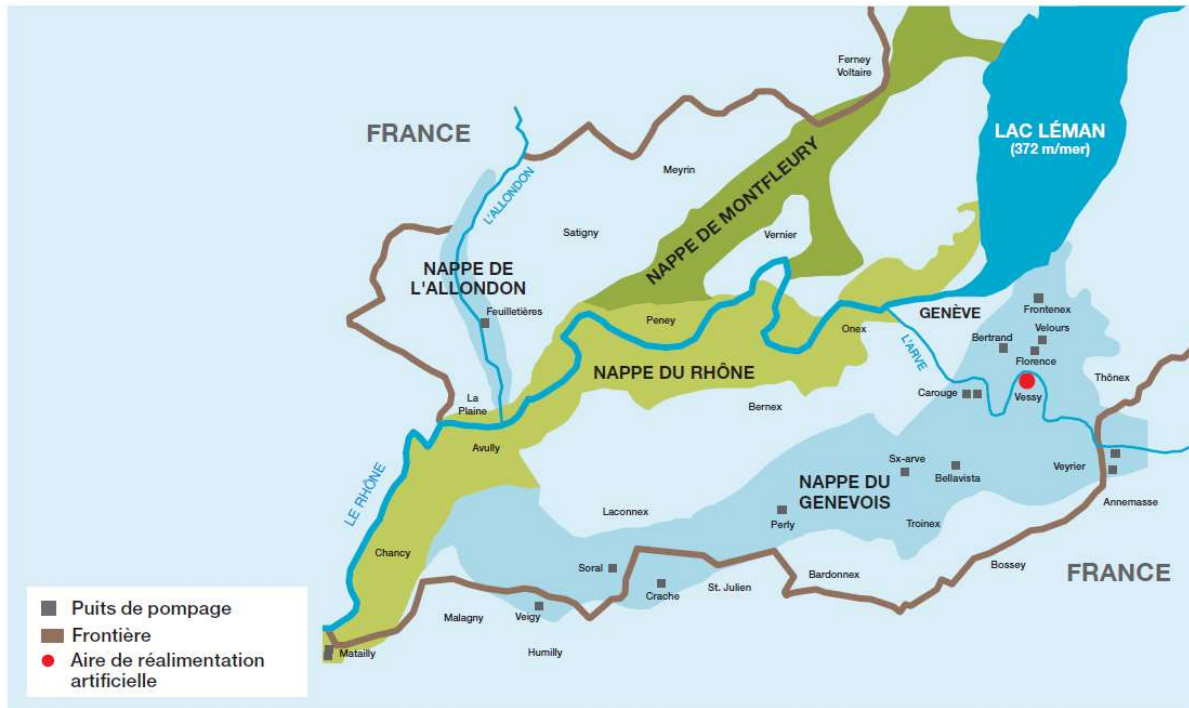 Ferney
Voltaire
FRANCE
LAC LÉMAN
(372 m/mer)
L'ALLONDON
Meyrin
NAPPE DE MONTFLEURY
Satigny
Vernier
NAPPE DE
L'ALLONDON
Feuilletières
Peney
Onex
GENÈVE
Frontenex
Velours
Bertrand
Florence
L'ARVE
Thônex
NAPPE DU RHÔNE
Carouge
Vessy
La
Plaine
Bernex
Avully
Sx-arve
Bellavista
Veyrier
LE RHÔNE
NAPPE DU
GENEVOIS
Annemasse
Laconnex
Perly
Troinex
Chancy
Soral
Crache
St. Julien
Bardonnex
Bossey
FRANCE
Malagny
Veigy
Matailly
Humilly
Puits de pompage
Frontière
Aire de réalimentation
artificielle